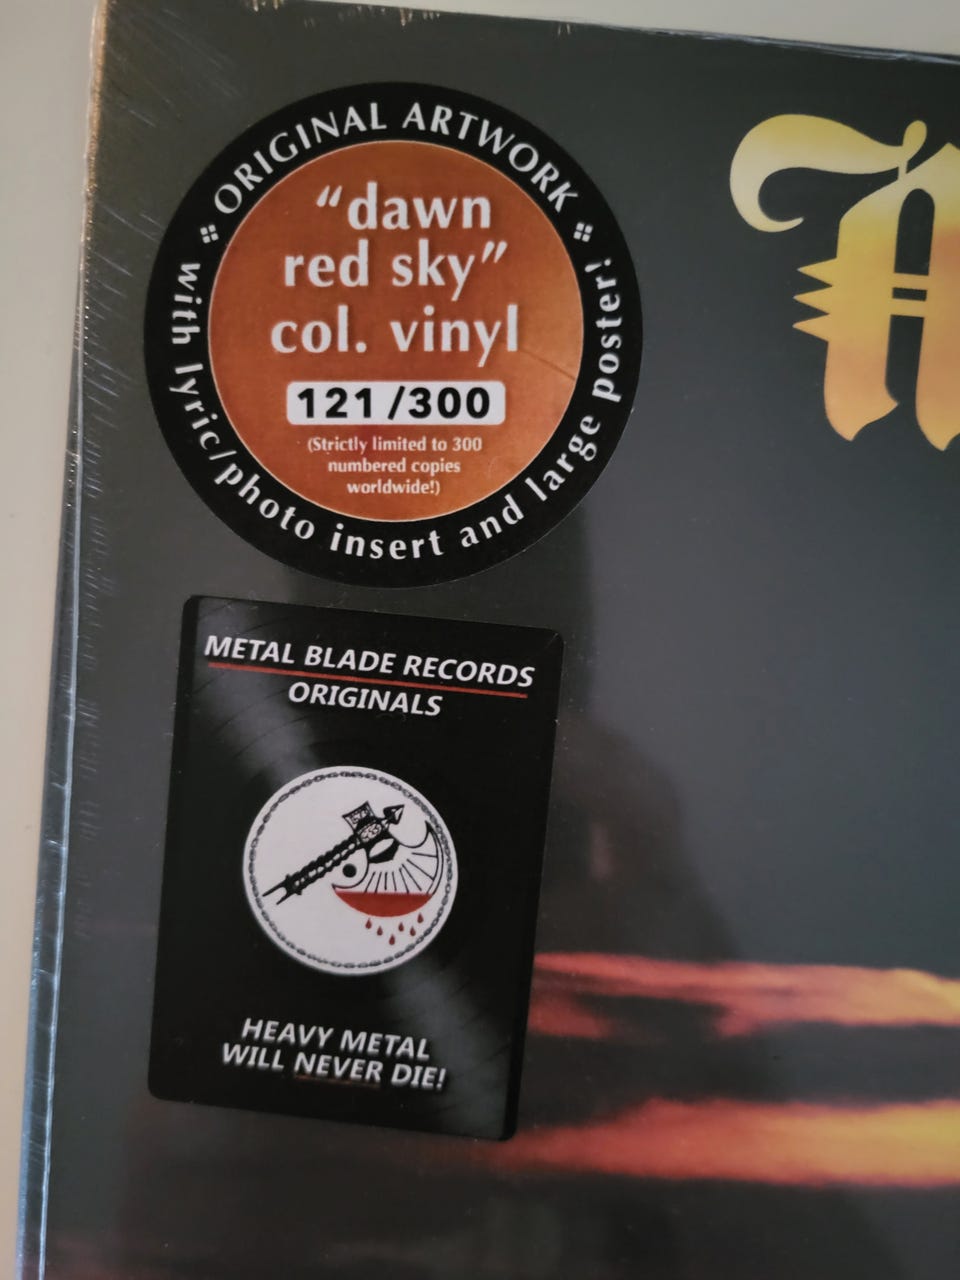 ORIGINAL ARTWORK
"dawn
red sky"
col. vinyl
121/300
(Strictly limited to 300
numbered copies
worldwide!)
with lyric/photo insert and large poster!
METAL BLADE RECORDS
ORIGINALS
HEAVY METAL
WILL NEVER DIE!